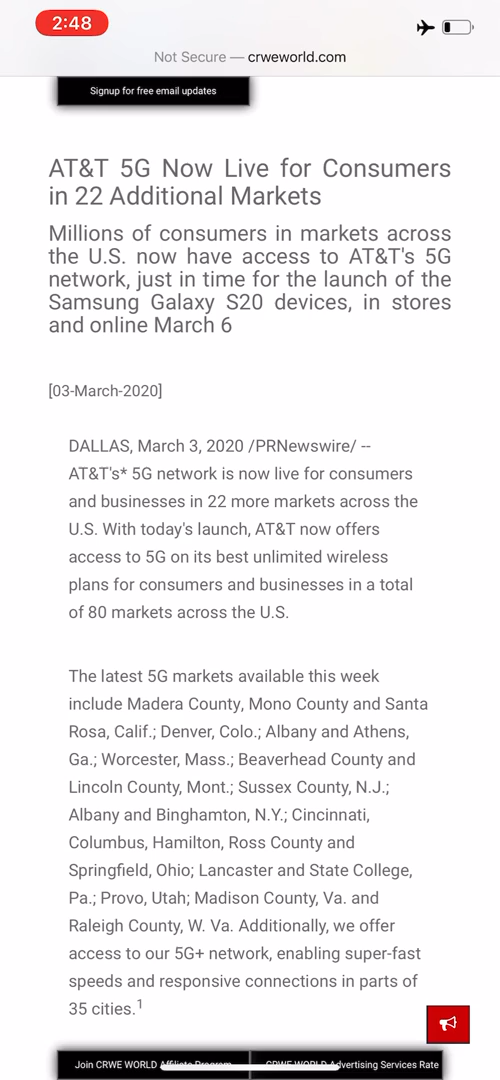 2:48
Not Secure — crweworld.com
Signup for free email updates
AT&T 5G Now Live for Consumers
in 22 Additional Markets
Millions of consumers in markets across
the U.S. now have access to AT&T's 5G
network, just in time for the launch of the
Samsung Galaxy S20 devices, in stores
and online March 6
[03-March-2020]
DALLAS, March 3, 2020 /PRNewswire/ --
AT&T's* 5G network is now live for consumers
and businesses in 22 more markets across the
U.S. With today's launch, AT&T now offers
access to 5G on its best unlimited wireless
plans for consumers and businesses in a total
of 80 markets across the U.S.
The latest 5G markets available this week
include Madera County, Mono County and Santa
Rosa, Calif.; Denver, Colo.; Albany and Athens,
Ga.; Worcester, Mass.; Beaverhead County and
Lincoln County, Mont.; Sussex County, N.J.;
Albany and Binghamton, N.Y.; Cincinnati,
Columbus, Hamilton, Ross County and
Springfield, Ohio; Lancaster and State College,
Pa.; Provo, Utah; Madison County, Va. and
Raleigh County, W. Va. Additionally, we offer
access to our 5G+ network, enabling super-fast
speeds and responsive connections in parts of
35 cities.1
Join CRWE WORLD Affiliate Program
CRWE WORLD Advertising Services Rate